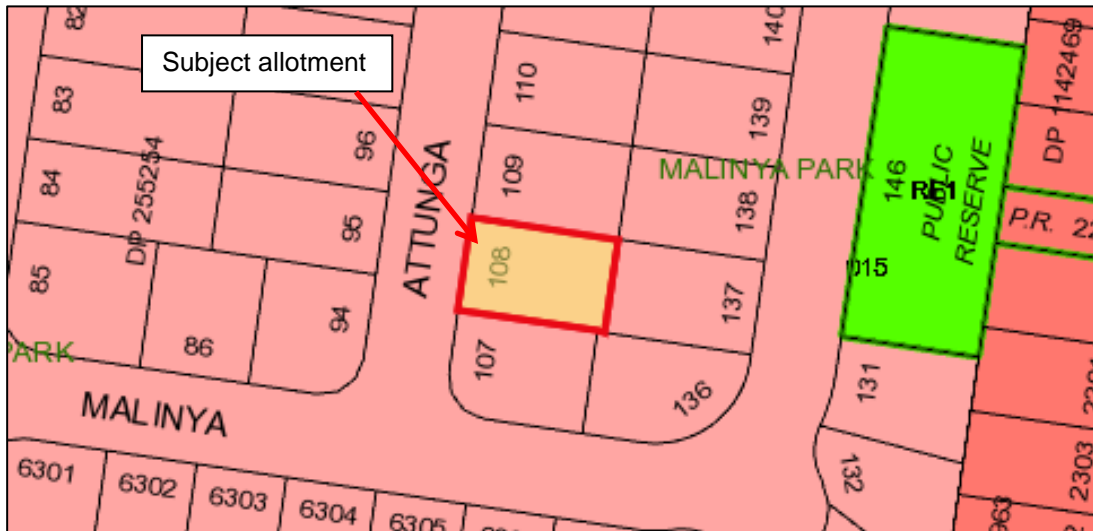 Subject allotment
82
83
84
85
86
DP 255254
96
95
94
ATTUNGA
110
109
108
107
140
139
138
137
136
MALINYA PARK
146
PUBLIC
RESERVE
RE1
DP 1142469
P.R.
131
132
PARK
MALINYA
6301
6302
6303
6304
6305
2303